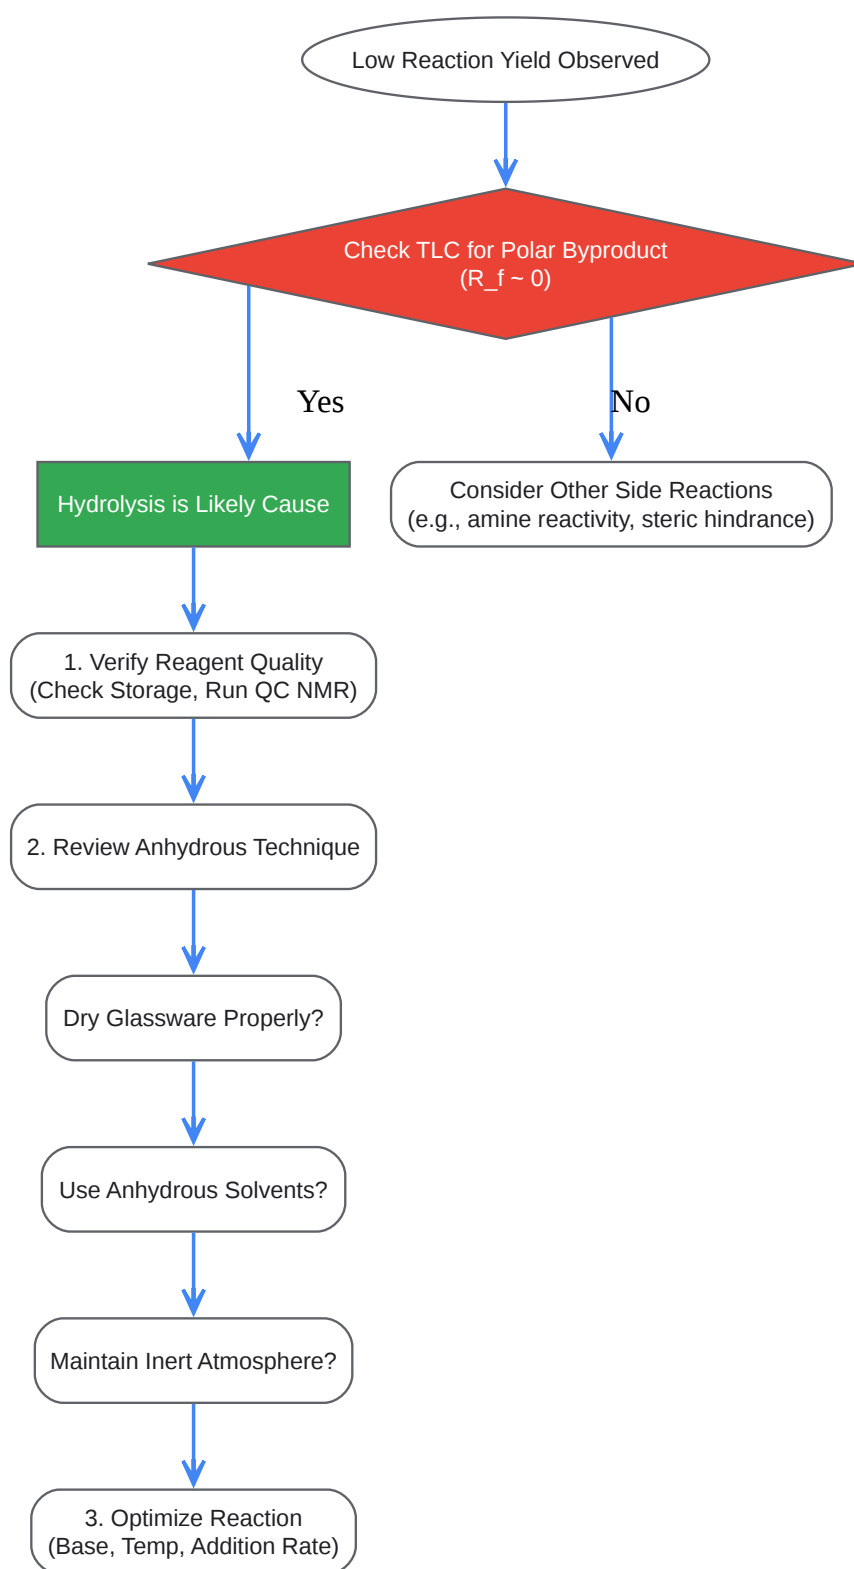 Low Reaction Yield Observed
Check TLC for Polar Byproduct
(R_f ~ 0)
Yes
No
Hydrolysis is Likely Cause
Consider Other Side Reactions
(e.g., amine reactivity, steric hindrance)
1. Verify Reagent Quality
(Check Storage, Run QC NMR)
2. Review Anhydrous Technique
Dry Glassware Properly?
Use Anhydrous Solvents?
Maintain Inert Atmosphere?
3. Optimize Reaction
(Base, Temp, Addition Rate)